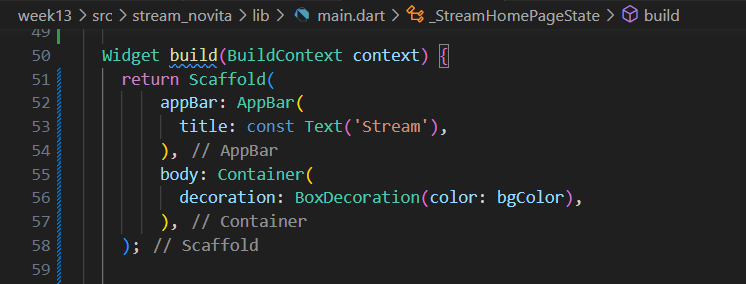 week13 > src > stream_novita > lib > main.dart > _StreamHomePageState > build
49
50 Widget build(BuildContext context) {
51 return Scaffold(
52 appBar: AppBar(
53 title: const Text('Stream'),
54 ), // AppBar
55 body: Container(
56 decoration: BoxDecoration(color: bgColor),
57 ), // Container
58 ); // Scaffold
59